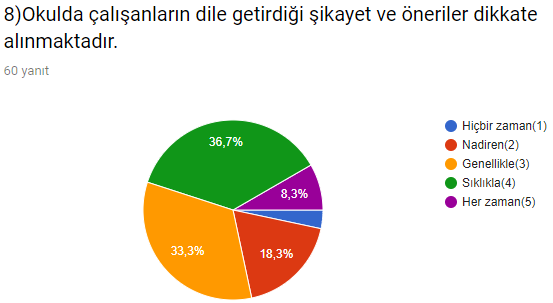 8)Okulda çalışanların dile getirdiği şikayet ve öneriler dikkate
alınmaktadır.
60 yanıt
36,7%
8,3%
33,3%
18,3%
Hiçbir zaman(1)
Nadiren(2)
Genellikle(3)
Sıklıkla(4)
Her zaman(5)